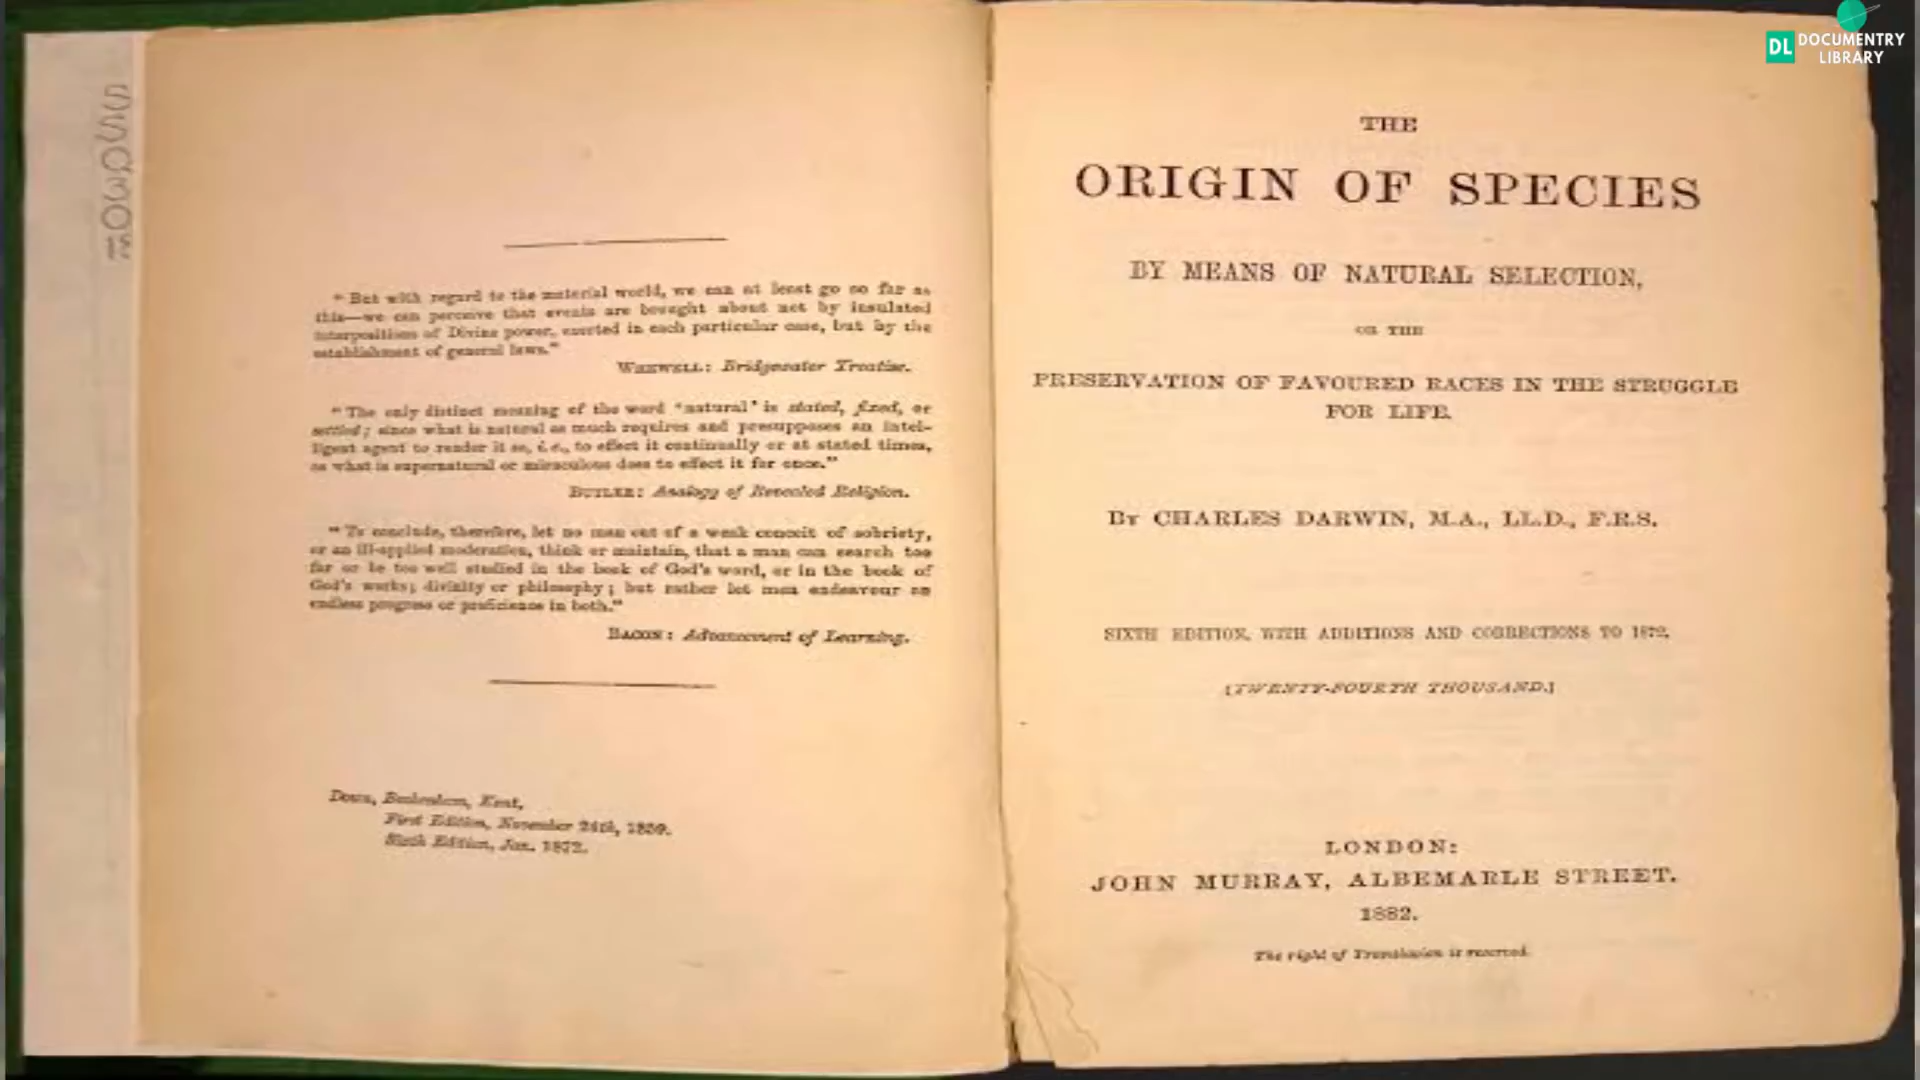 "But with regard to the material world, we can at least go so far as
this—we can perceive that events are brought about not by insulated
interpositions of Divine power, exerted in each particular case, but by the
establishment of general laws."
WHEWELL: Bridgewater Treatise.
"The only distinct meaning of the word 'natural' is stated, fixed, or
settled; since what is natural as much requires and presupposes an intel-
ligent agent to render it so, i.e., to effect it continually or at stated times,
as what is supernatural or miraculous does to effect it for once."
BUTLER: Analogy of Revealed Religion.
"To conclude, therefore, let no man out of a weak conceit of sobriety,
or an ill-applied moderation, think or maintain, that a man can search too
far or be too well studied in the book of God's word, or in the book of
God's works; divinity or philosophy; but rather let men endeavour an
endless progress or proficience in both."
BACON: Advancement of Learning.
Down, Beckenham, Kent,
First Edition, November 24th, 1859.
Sixth Edition, Jan. 1872.
THE
ORIGIN OF SPECIES
BY MEANS OF NATURAL SELECTION,
OR THE
PRESERVATION OF FAVOURED RACES IN THE STRUGGLE
FOR LIFE.
BY CHARLES DARWIN, M.A., LL.D., F.R.S.
SIXTH EDITION, WITH ADDITIONS AND CORRECTIONS TO 1872.
[TWENTY-FOURTH THOUSAND.]
LONDON:
JOHN MURRAY, ALBEMARLE STREET.
1882.
The right of Translation is reserved.
DL DOCUMENTRY
LIBRARY